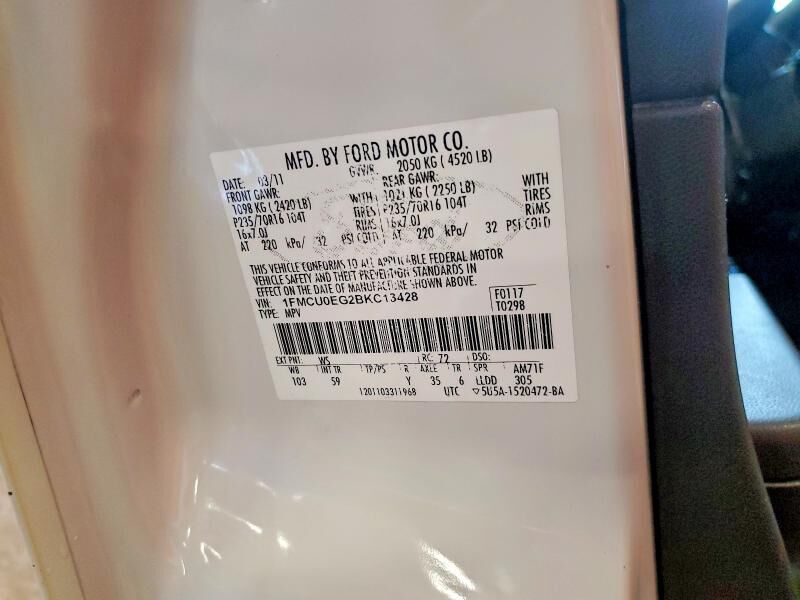 MFD. BY FORD MOTOR CO.
DATE: 03/11 GVWR: 2050 KG (4520 LB)
FRONT GAWR: REAR GAWR:
1098 KG (2420 LB) WITH 1021 KG (2250 LB) WITH
P235/70R16 104T TIRES P235/70R16 104T TIRES
16x7.0J RIMS 16x7.0J RIMS
AT 220 kPa/ 32 PSI COLD AT 220 kPa/ 32 PSI COLD
THIS VEHICLE CONFORMS TO ALL APPLICABLE FEDERAL MOTOR
VEHICLE SAFETY AND THEFT PREVENTION STANDARDS IN
EFFECT ON THE DATE OF MANUFACTURE SHOWN ABOVE.
VIN: 1FMCU0EG2BKC13428 F0117
TYPE: MPV T0298
EXT PNT: WS RC: 72 DSO:
WB INT TR TP/PS R AXLE TR SPR AM71F
103 59 Y 35 6 LLDD 305
1201103311968 UTC ▽5U5A-1520472-BA